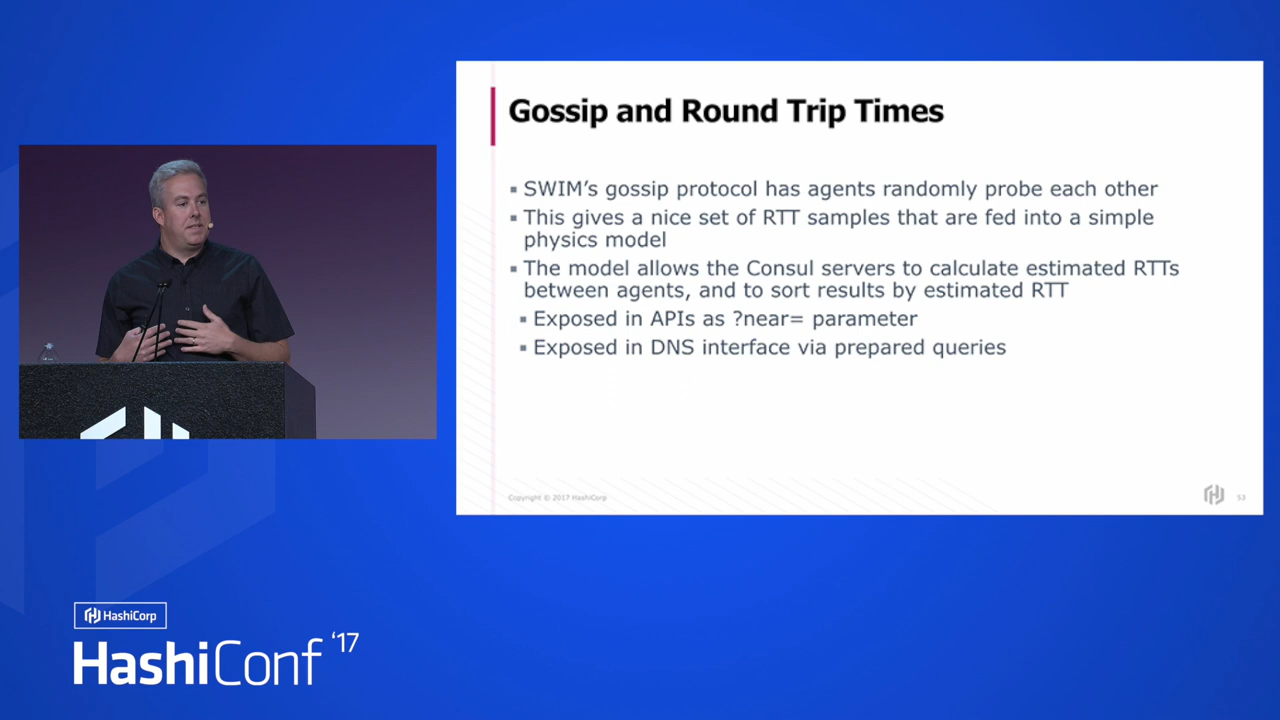 Gossip and Round Trip Times
▪ SWIM's gossip protocol has agents randomly probe each other
▪ This gives a nice set of RTT samples that are fed into a simple
physics model
▪ The model allows the Consul servers to calculate estimated RTTs
between agents, and to sort results by estimated RTT
▪ Exposed in APIs as ?near= parameter
▪ Exposed in DNS interface via prepared queries
Copyright © 2017 HashiCorp
53
HashiCorp
HashiConf '17